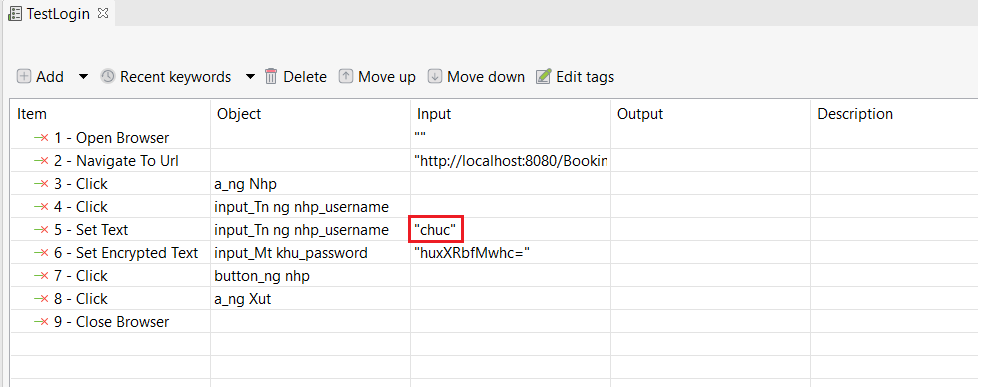 TestLogin
Add Recent keywords Delete Move up Move down Edit tags
Item Object Input Output Description
1 - Open Browser ""
2 - Navigate To Url "http://localhost:8080/Bookin
3 - Click a_ng Nhp
4 - Click input_Tn ng nhp_username
5 - Set Text input_Tn ng nhp_username "chuc"
6 - Set Encrypted Text input_Mt khu_password "huxXRbfMwhc="
7 - Click button_ng nhp
8 - Click a_ng Xut
9 - Close Browser